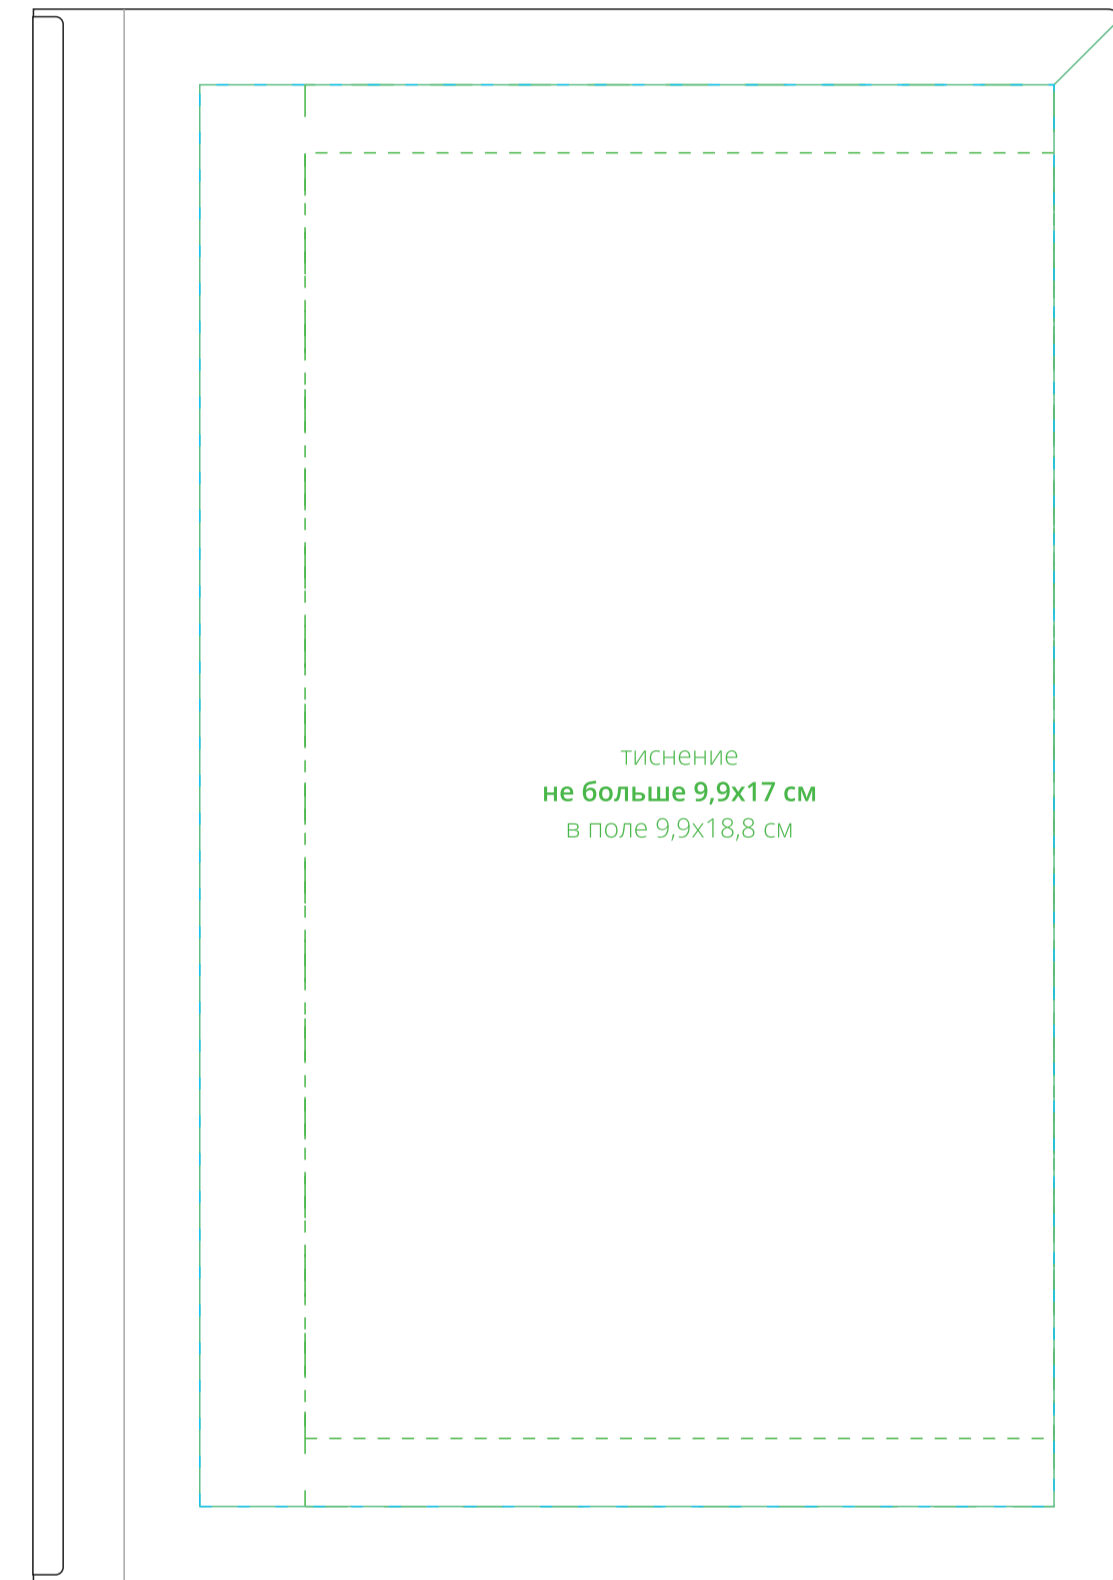 тиснение
не больше 9,9х17 см
в поле 9,9х18,8 см